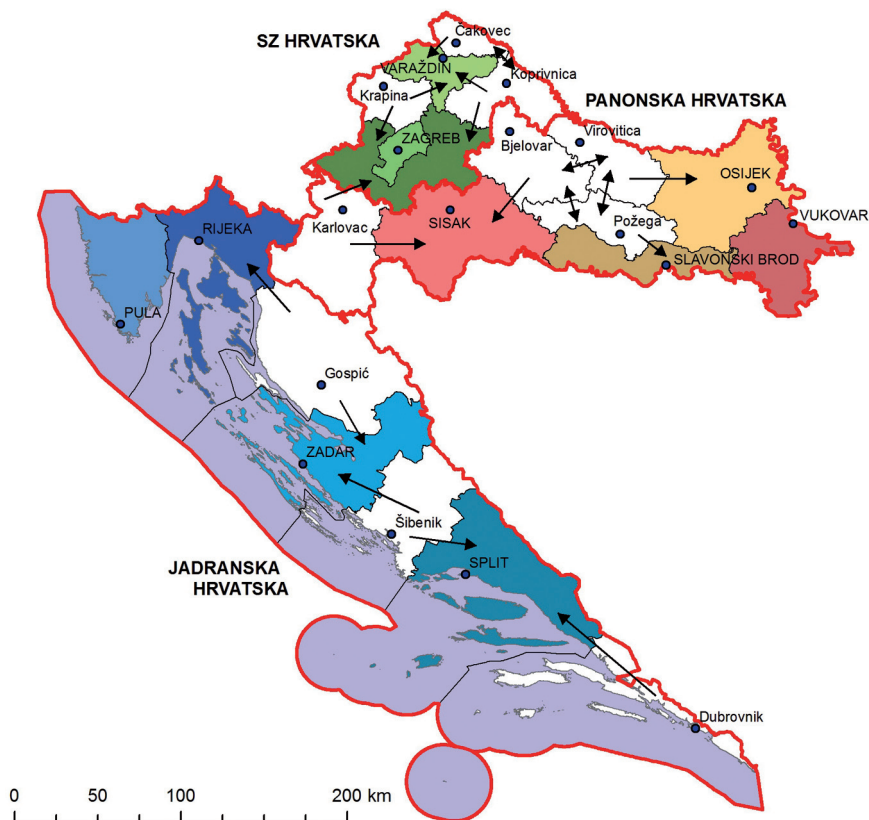 SZ HRVATSKA
Čakovec
VARAŽDIN
Koprivnica
Krapina
PANONSKA HRVATSKA
ZAGREB
Bjelovar
Virovitica
OSIJEK
Karlovac
SISAK
Požega
VUKOVAR
SLAVONSKI BROD
RIJEKA
PULA
Gospić
ZADAR
Šibenik
SPLIT
JADRANSKA
HRVATSKA
Dubrovnik
0 50 100 200 km